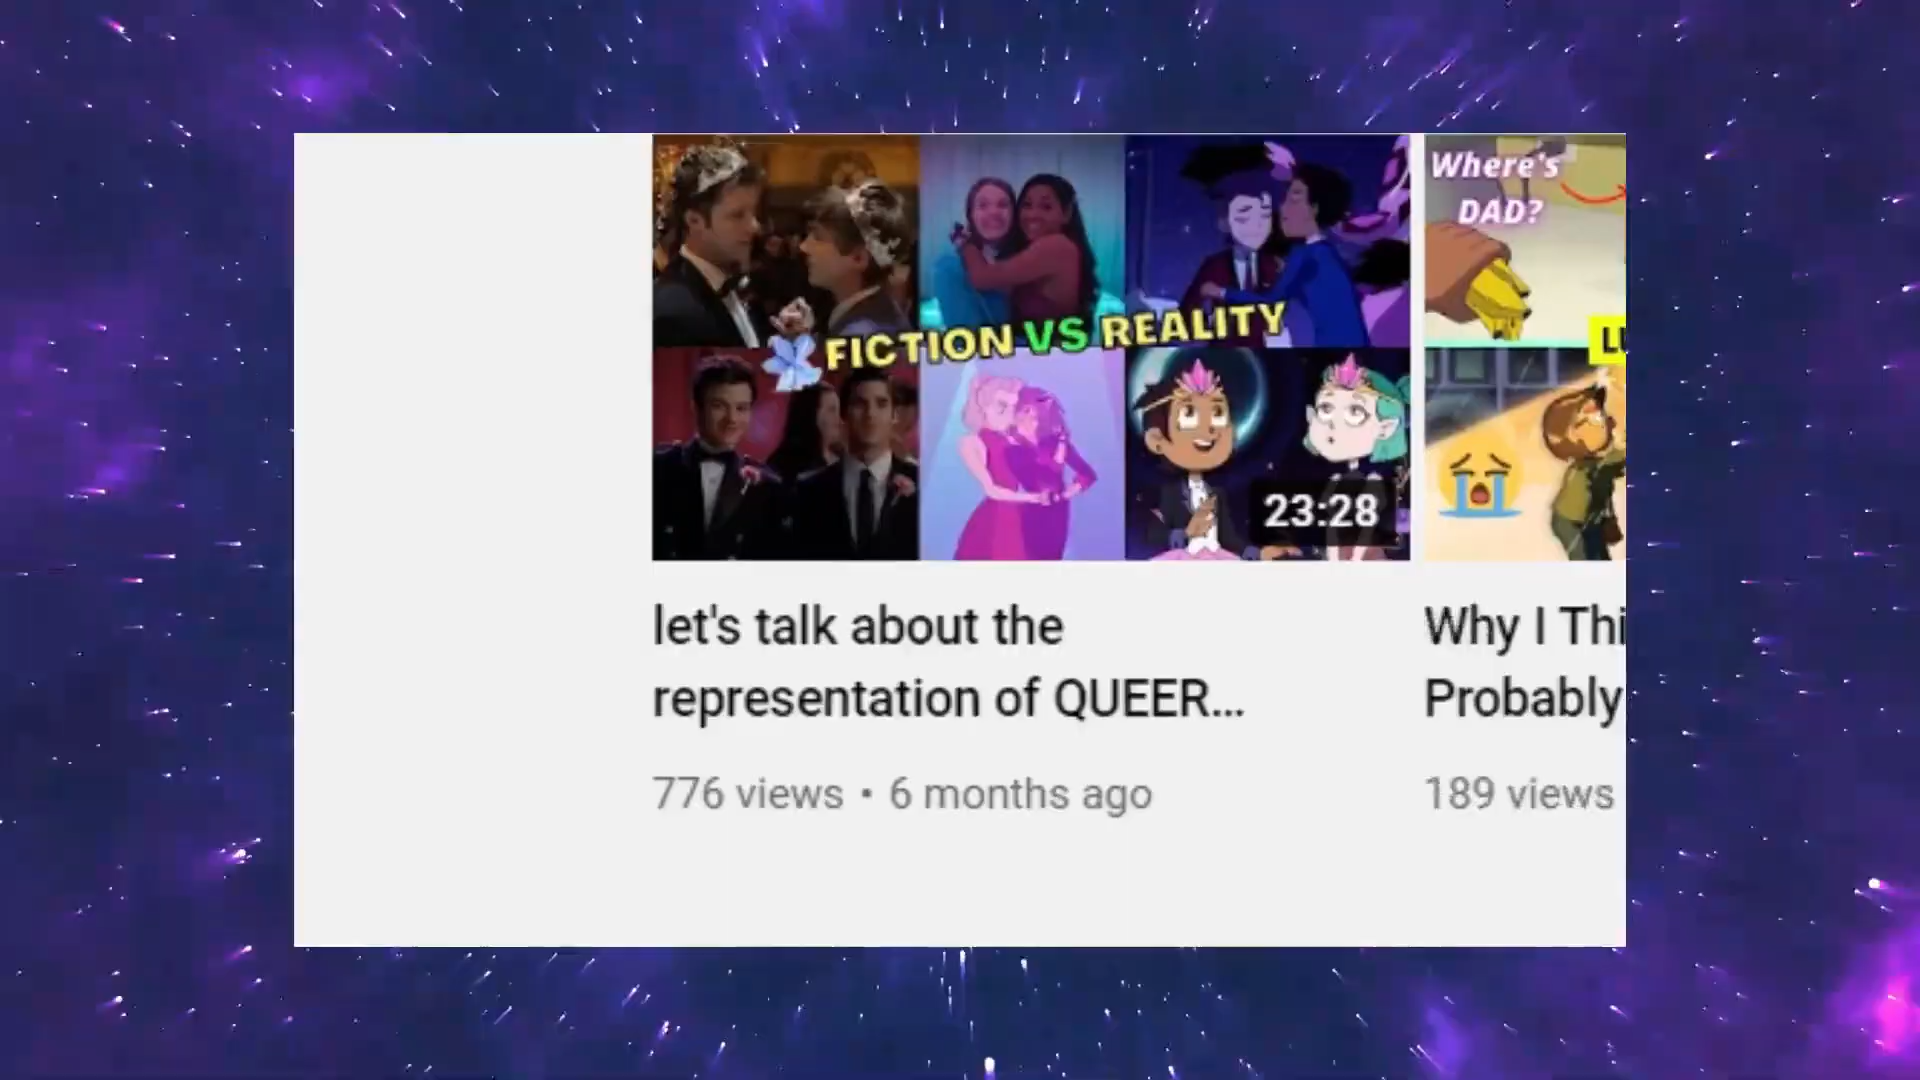 Where's
DAD?
FICTION VS REALITY
23:28
let's talk about the
representation of QUEER...
776 views • 6 months ago
Why I Thi
Probably
189 views